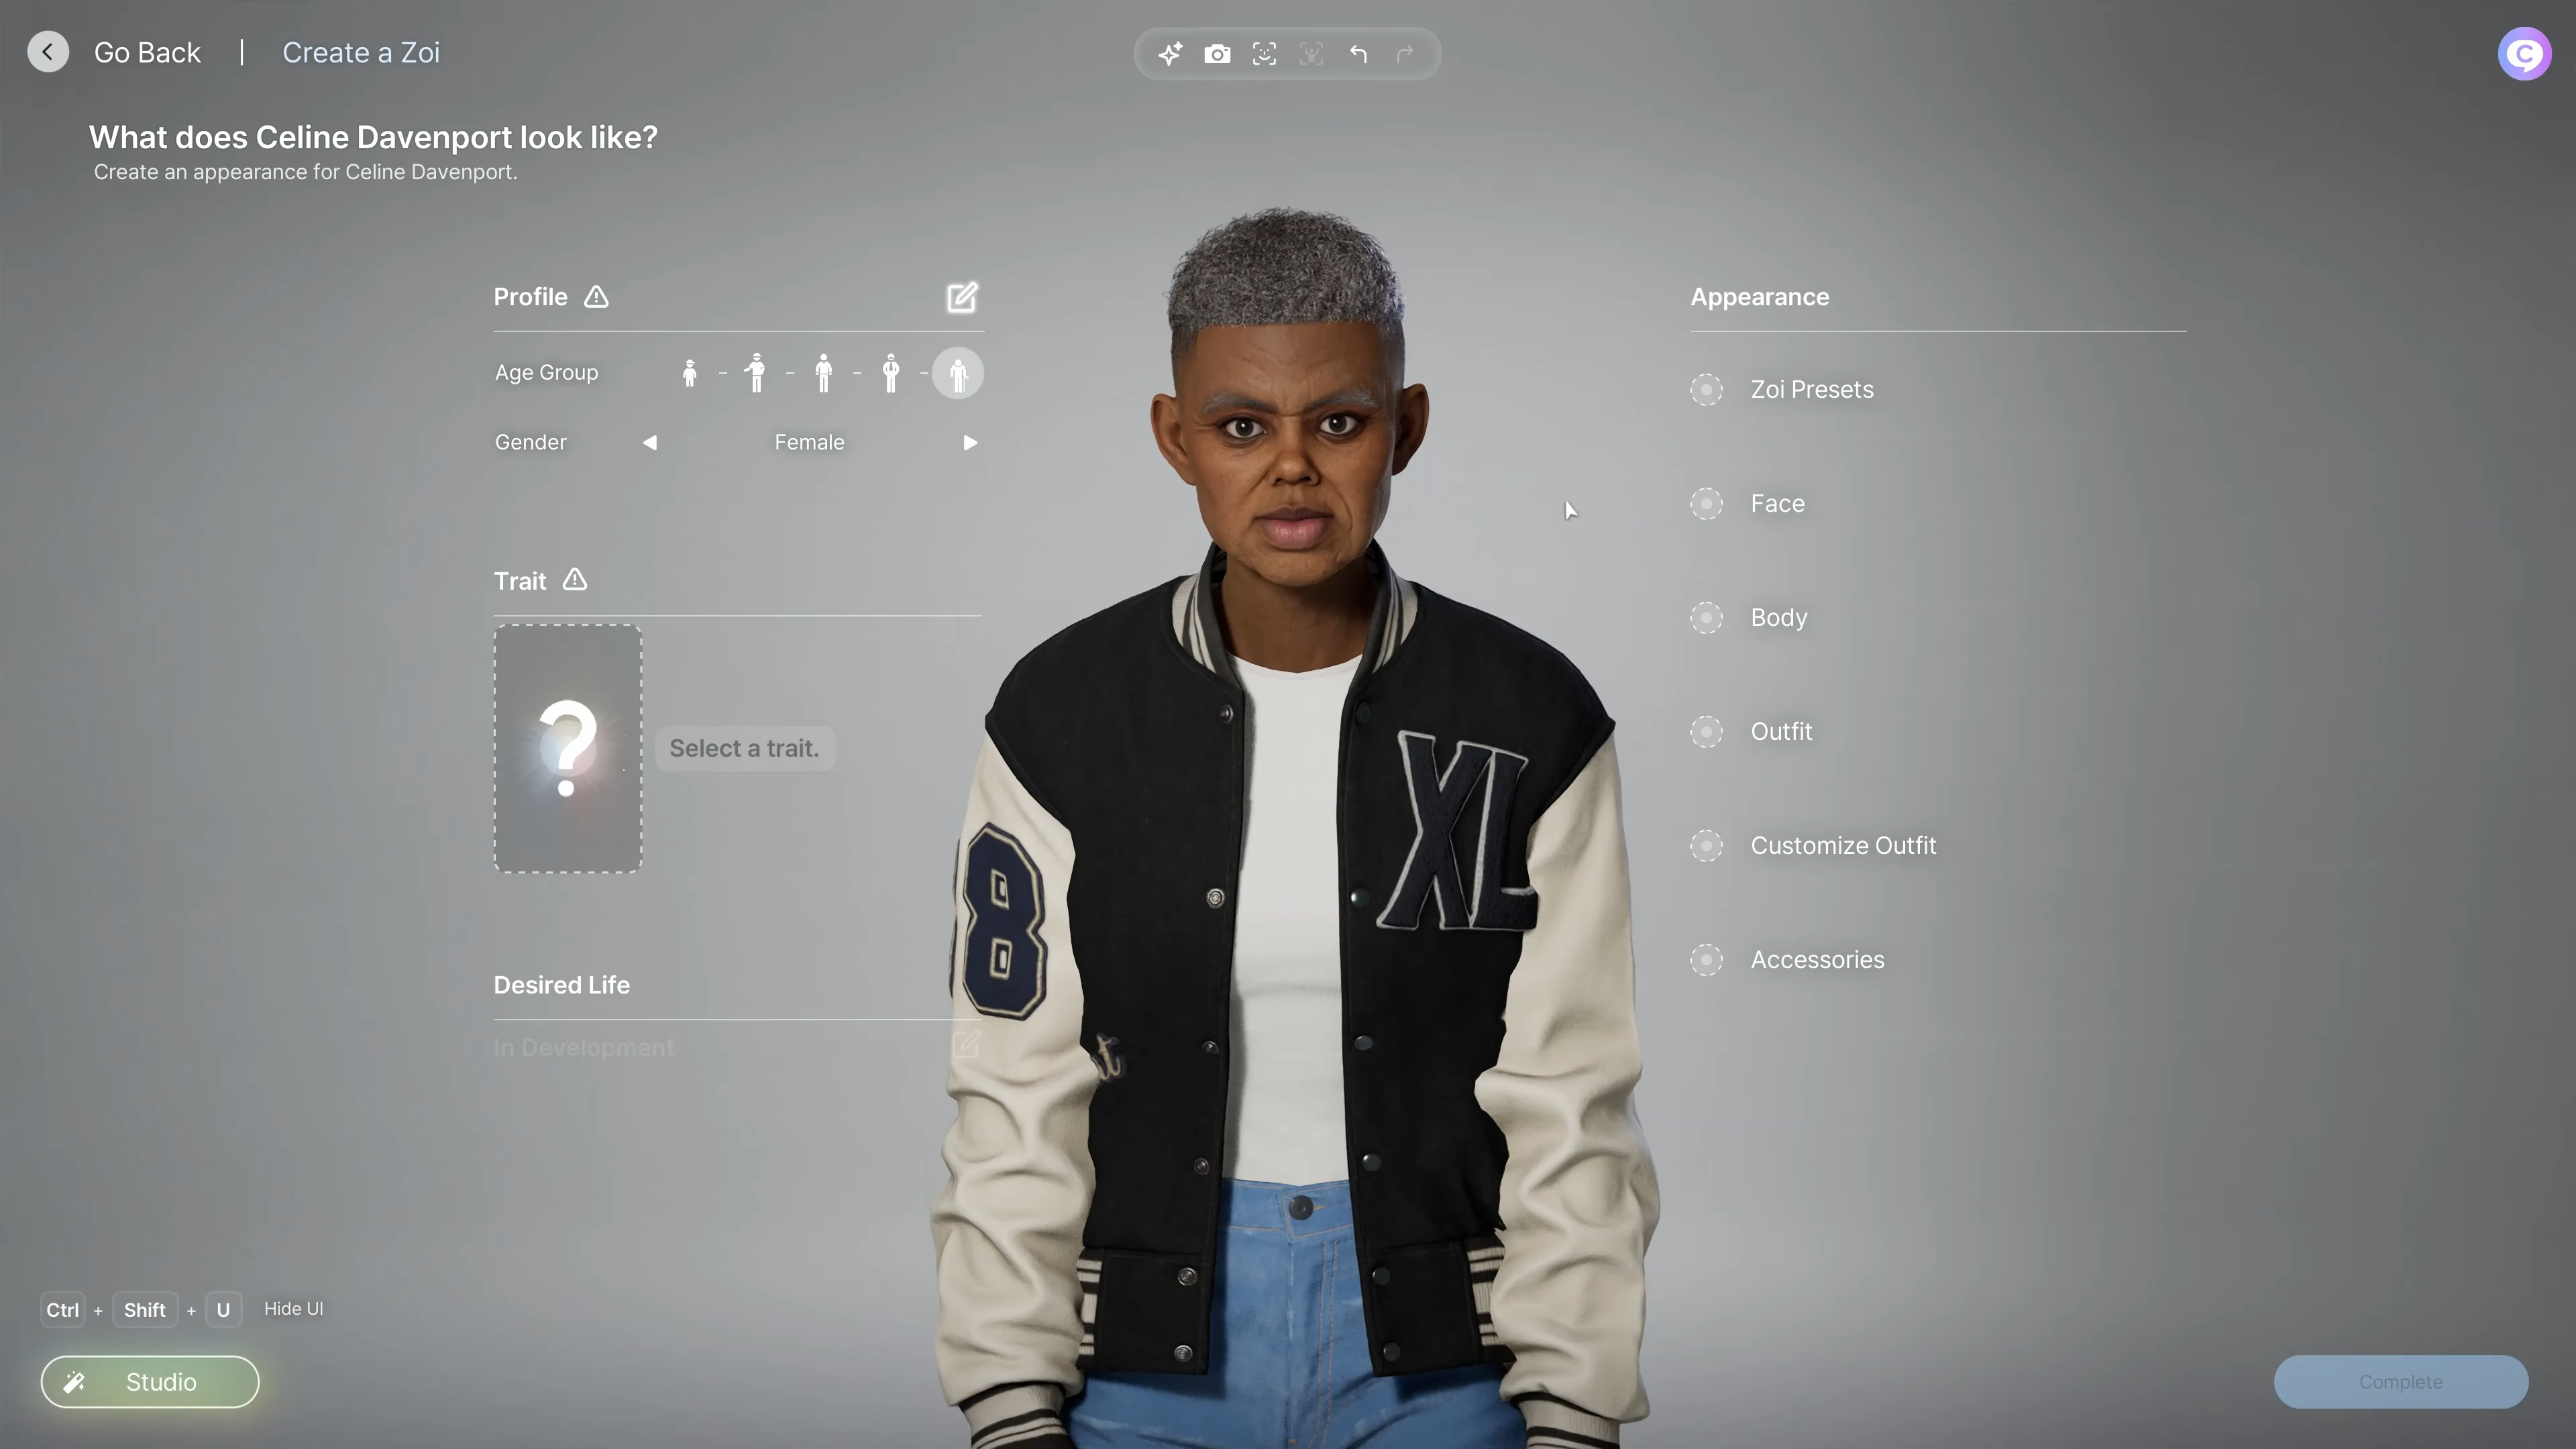 Go Back | Create a Zoi
What does Celine Davenport look like?
Create an appearance for Celine Davenport.
Profile
Age Group
Gender
Female
Trait
?
Select a trait.
Desired Life
In Development
Appearance
Zoi Presets
Face
Body
Outfit
Customize Outfit
Accessories
8
XL
t
Ctrl + Shift + U Hide UI
Studio
Complete
C